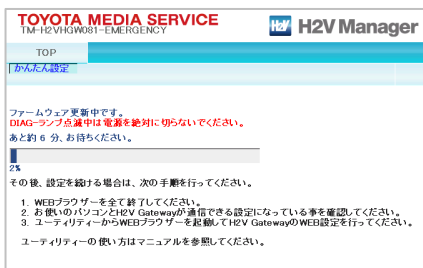 TOYOTA MEDIA SERVICE
TM-H2VHGW081-EMERGENCY
H2V H2V Manager
TOP
かんたん設定
ファームウェア更新中です。
DIAG-ランプ点滅中は電源を絶対に切らないでください。
あと約 6 分、お待ちください。
2%
その後、設定を続ける場合は、次の手順を行ってください。
1. WEBブラウザーを全て終了してください。
2. お使いのパソコンとH2V Gatewayが通信できる設定になっている事を確認してください。
3. ユーティリティーからWEBブラウザーを起動してH2V GatewayのWEB設定を行ってください。
ユーティリティーの使い方はマニュアルを参照してください。